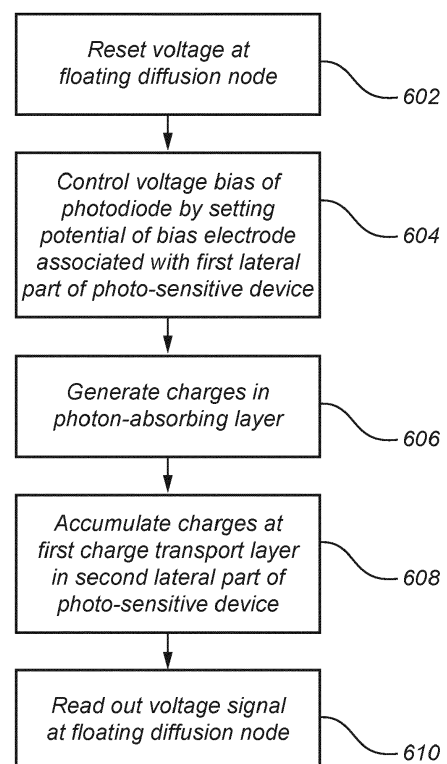 Reset voltage at
floating diffusion node
602
Control voltage bias of
photodiode by setting
potential of bias electrode
associated with first lateral
part of photo-sensitive device
604
Generate charges in
photon-absorbing layer
606
Accumulate charges at
first charge transport layer
in second lateral part of
photo-sensitive device
608
Read out voltage signal
at floating diffusion node
610